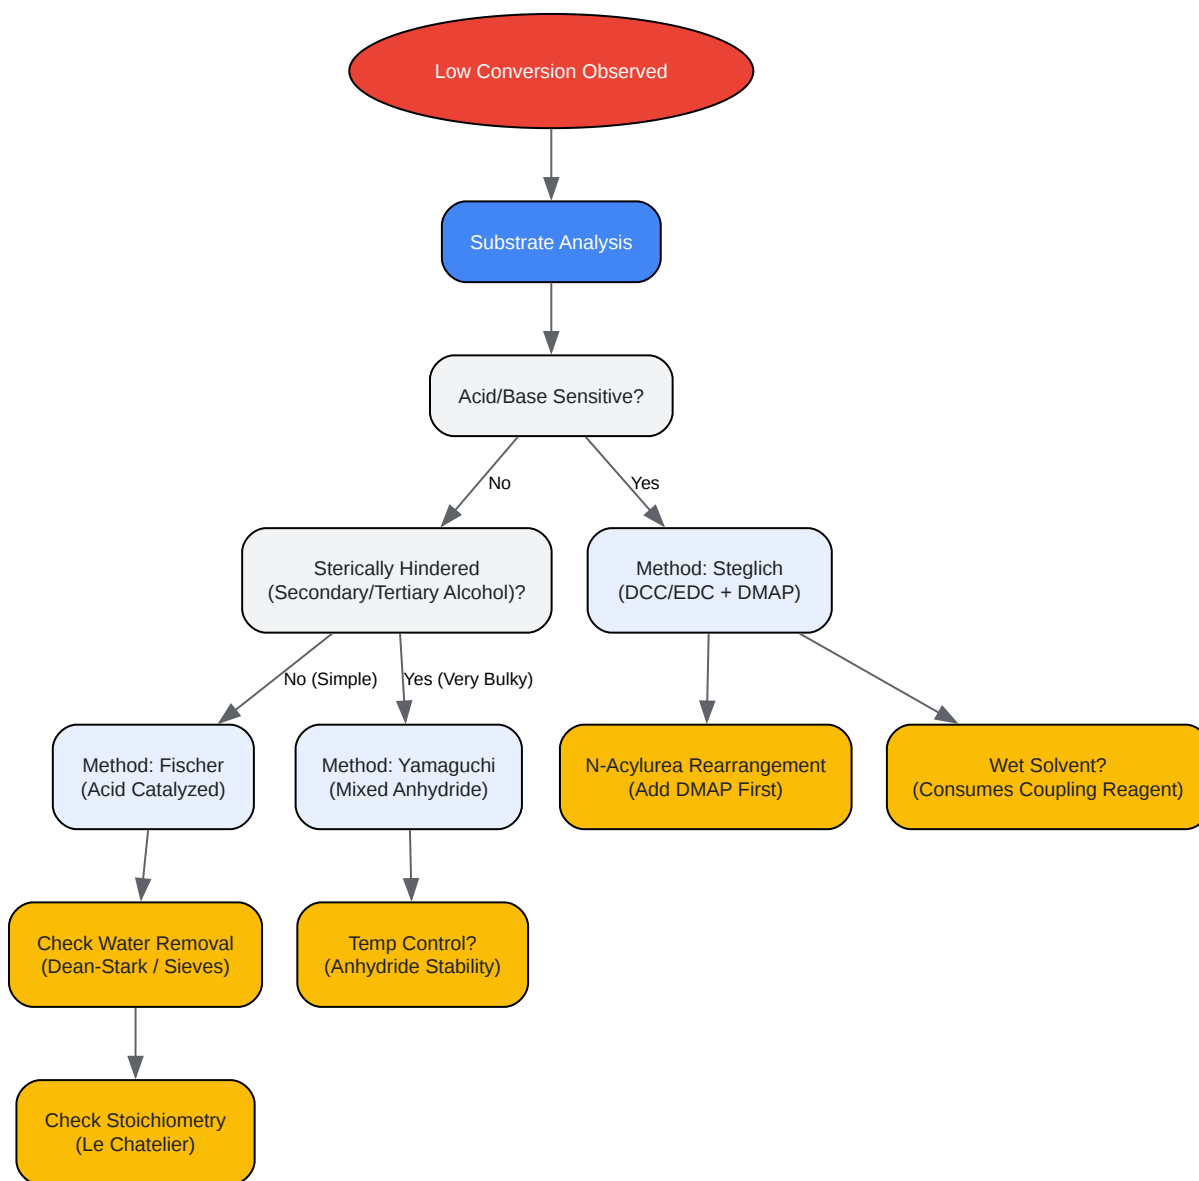 Low Conversion Observed
Substrate Analysis
Acid/Base Sensitive?
No
Yes
Sterically Hindered
(Secondary/Tertiary Alcohol)?
Method: Steglich
(DCC/EDC + DMAP)
No (Simple)
Yes (Very Bulky)
Method: Fischer
(Acid Catalyzed)
Method: Yamaguchi
(Mixed Anhydride)
N-Acylurea Rearrangement
(Add DMAP First)
Wet Solvent?
(Consumes Coupling Reagent)
Check Water Removal
(Dean-Stark / Sieves)
Temp Control?
(Anhydride Stability)
Check Stoichiometry
(Le Chatelier)